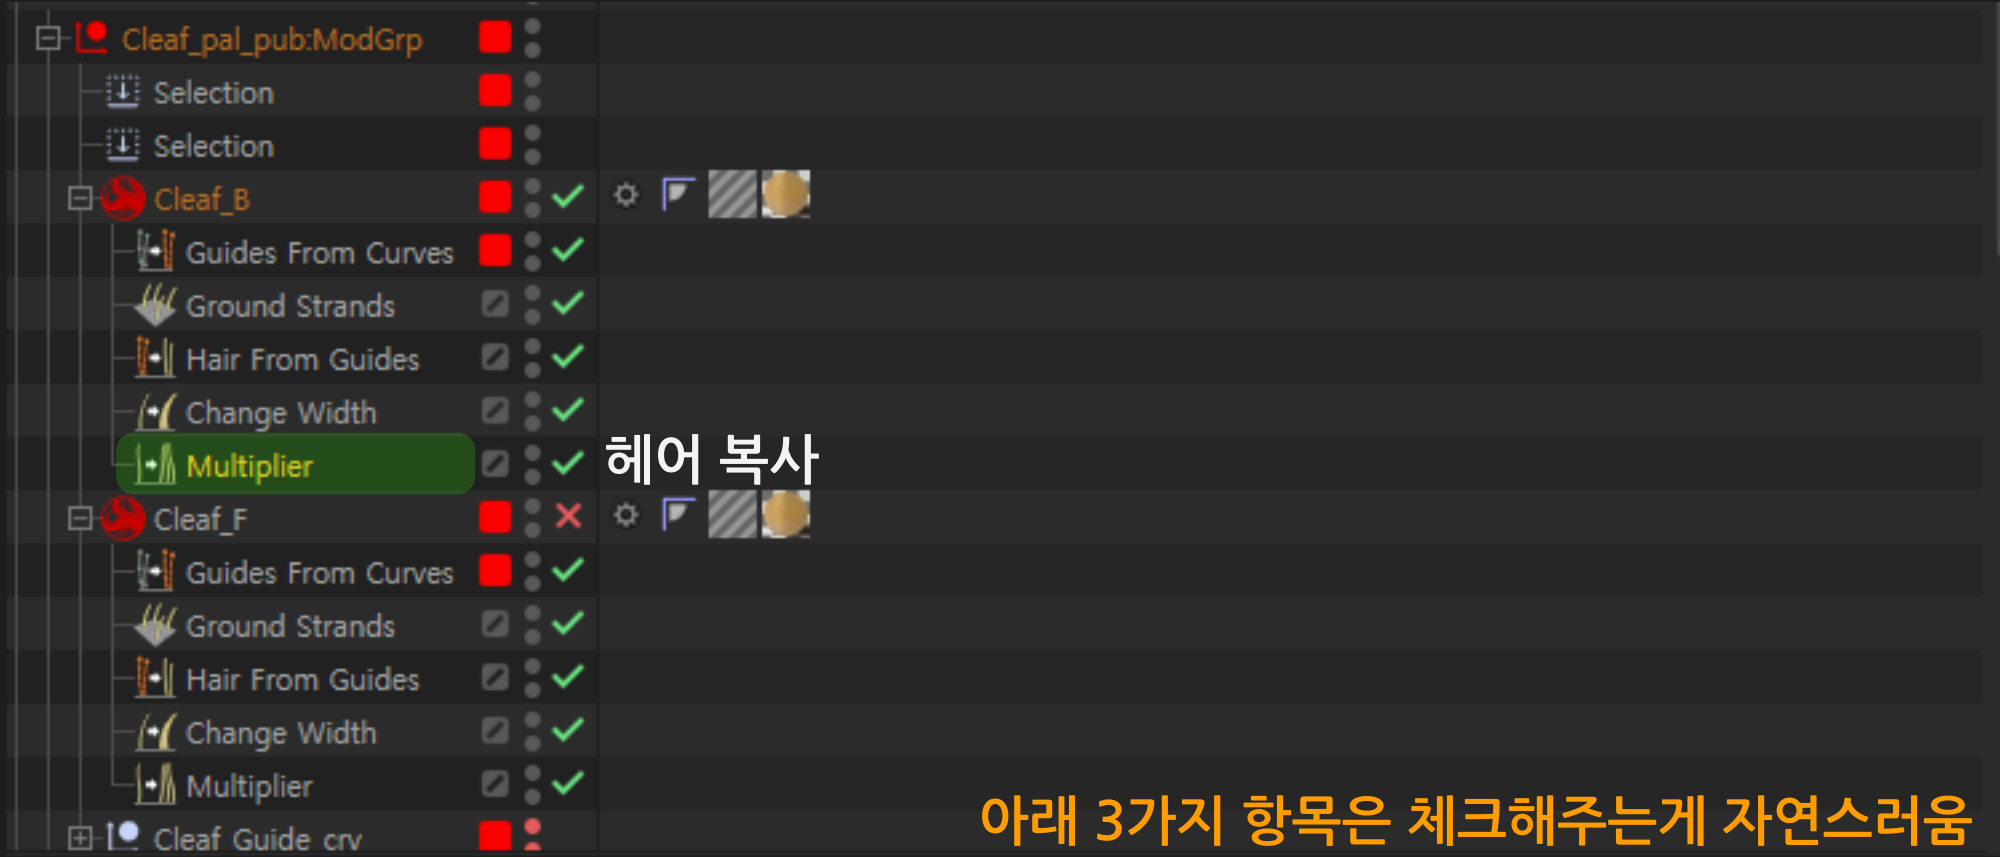 Cleaf_pal_pub:ModGrp
Selection
Selection
Cleaf_B
Guides From Curves
Ground Strands
Hair From Guides
Change Width
Multiplier
헤어 복사
Cleaf_F
Guides From Curves
Ground Strands
Hair From Guides
Change Width
Multiplier
Cleaf_Guide_crv
아래 3가지 항목은 체크해주는게 자연스러움